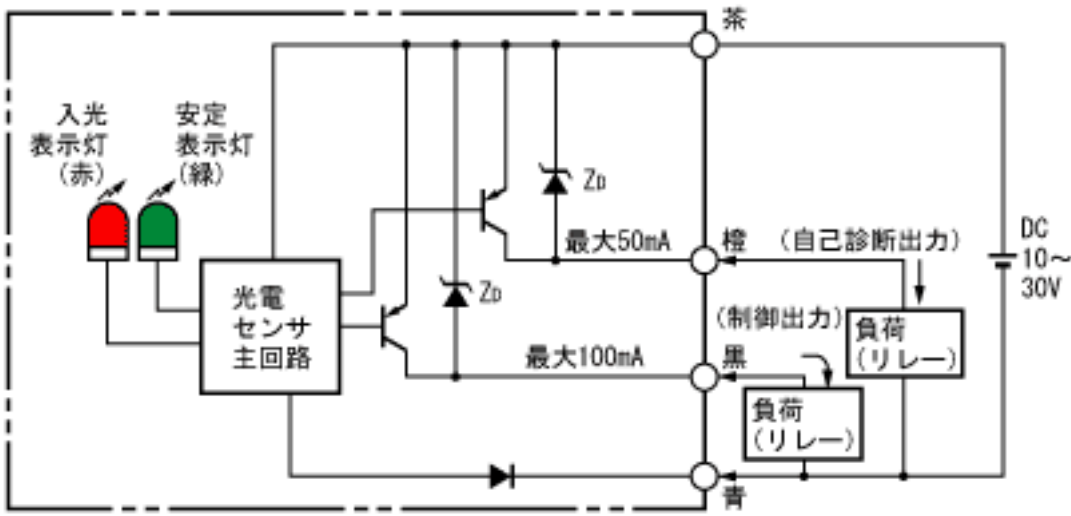 茶
入光
表示灯
(赤)
安定
表示灯
(緑)
ZD
最大50mA
橙
(自己診断出力)
DC
10～
30V
光電
センサ
主回路
ZD
(制御出力)
負荷
(リレー)
最大100mA
黒
負荷
(リレー)
青